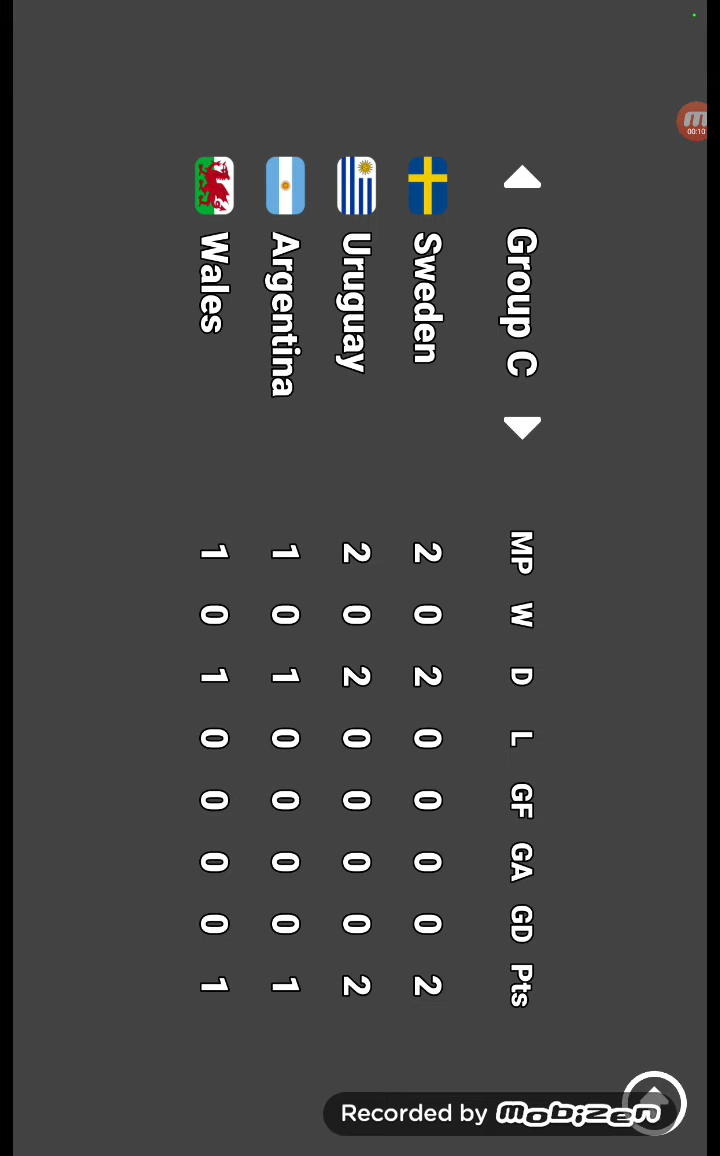 Group C MP W D L GF GA GD Pts
Sweden 2 0 2 0 0 0 0 2
Uruguay 2 0 2 0 0 0 0 2
Argentina 1 0 1 0 0 0 0 1
Wales 1 0 1 0 0 0 0 1
00:10
Recorded by mobizen